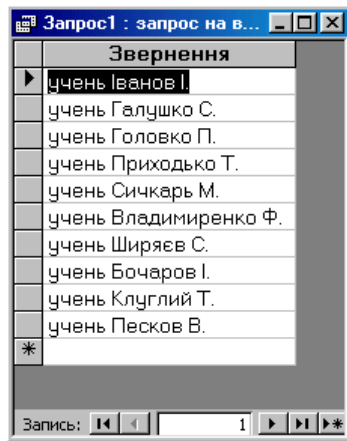 Запрос1 : запрос на в...
Звернення
учень Іванов І.
учень Галушко С.
учень Головко П.
учень Приходько Т.
учень Сичкарь М.
учень Владимиренко Ф.
учень Ширяєв С.
учень Бочаров І.
учень Клуглий Т.
учень Песков В.
Запись: 1